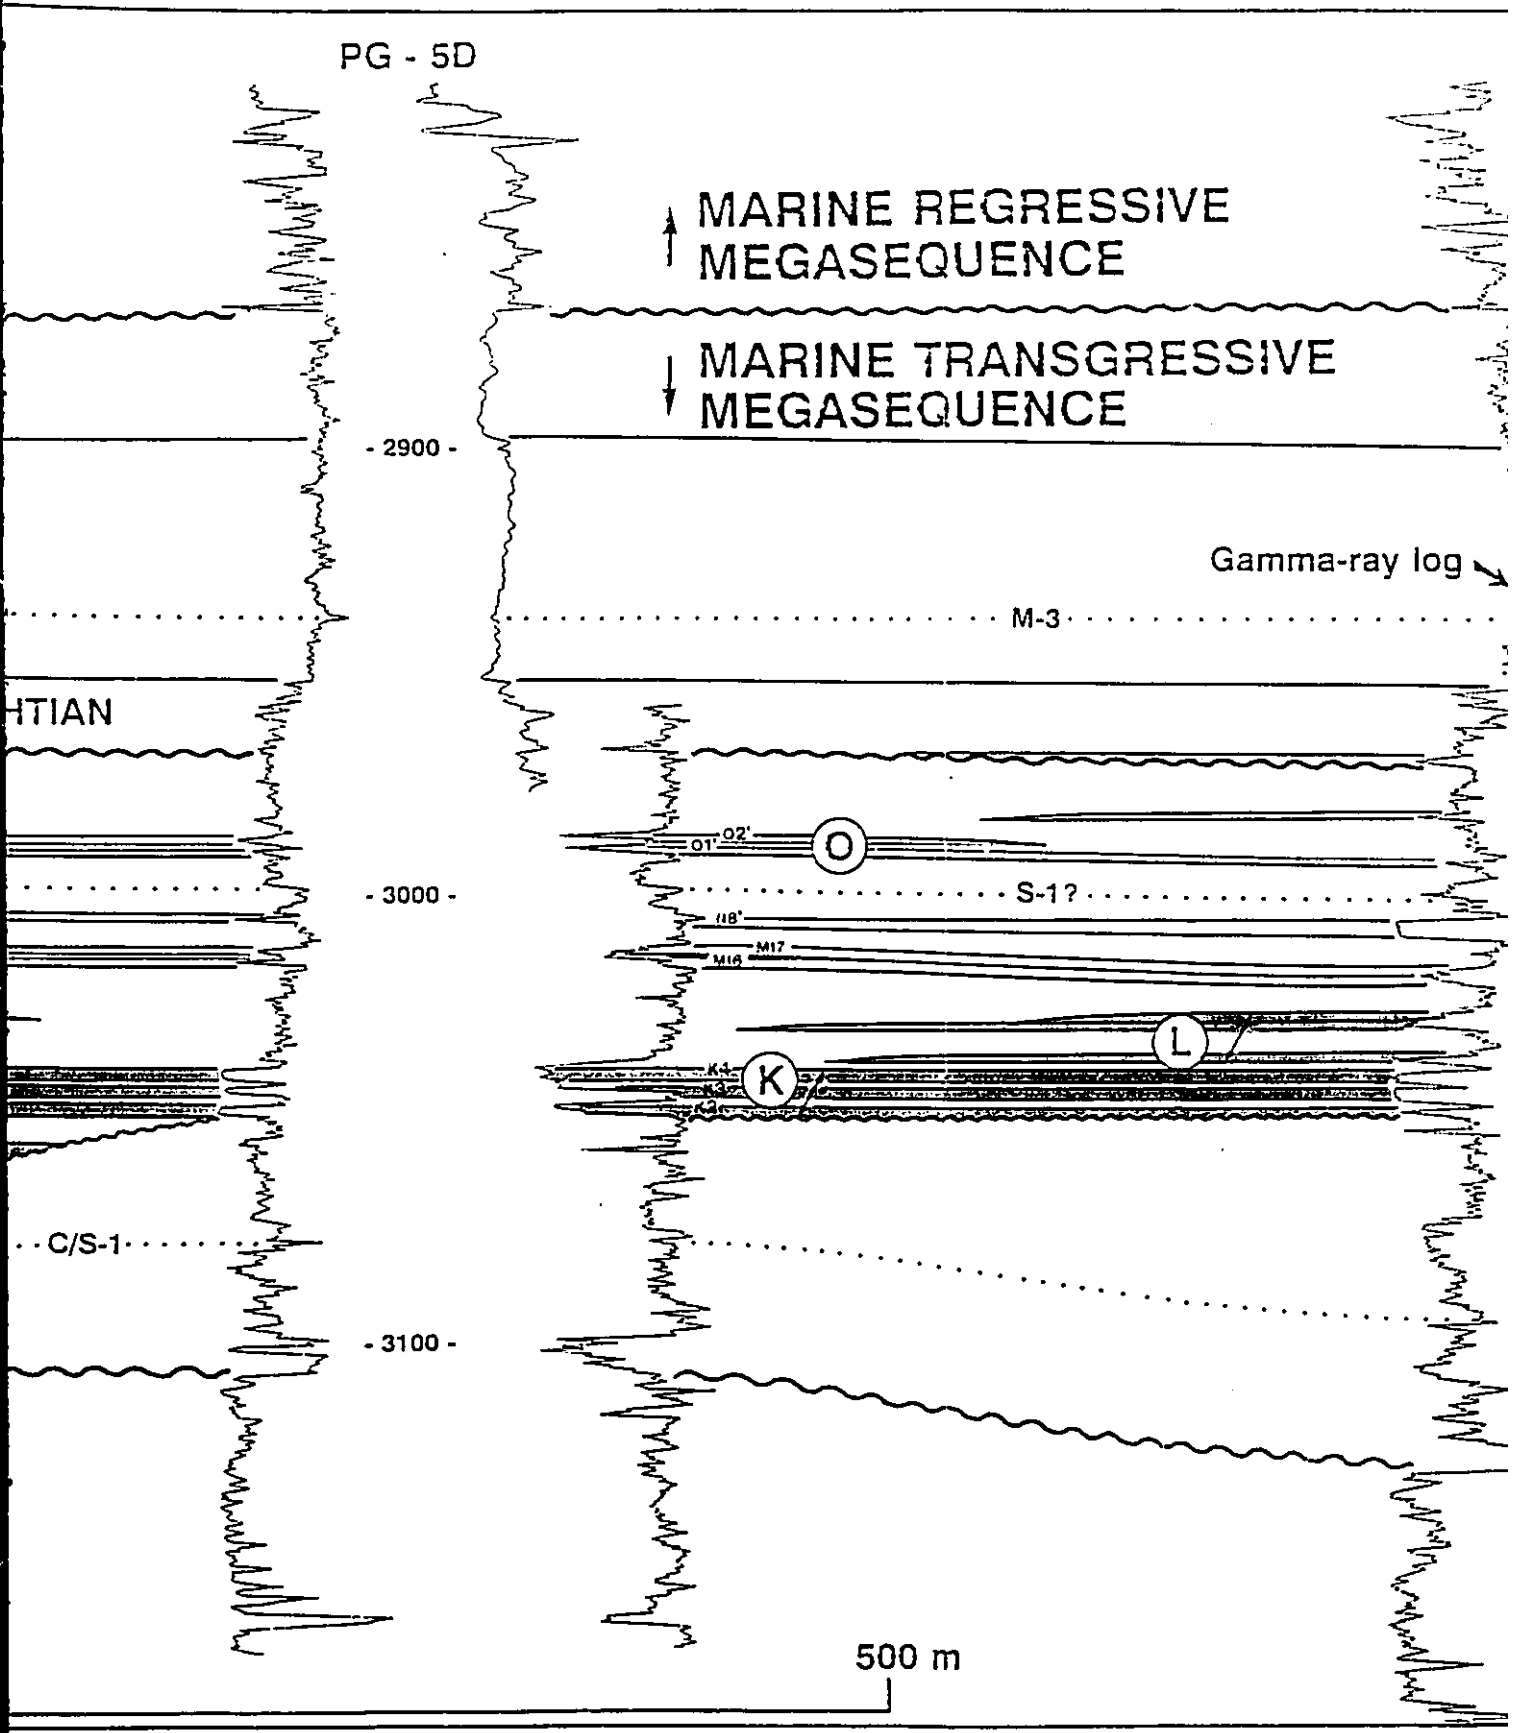 PG - 5D
MARINE REGRESSIVE
MEGASEQUENCE
MARINE TRANSGRESSIVE
MEGASEQUENCE
- 2900 -
Gamma-ray log
M-3
HTIAN
O2'
O1'
O
- 3000 -
S-1?
M17
M16
L
K4
K
K3
K2
C/S-1
- 3100 -
500 m